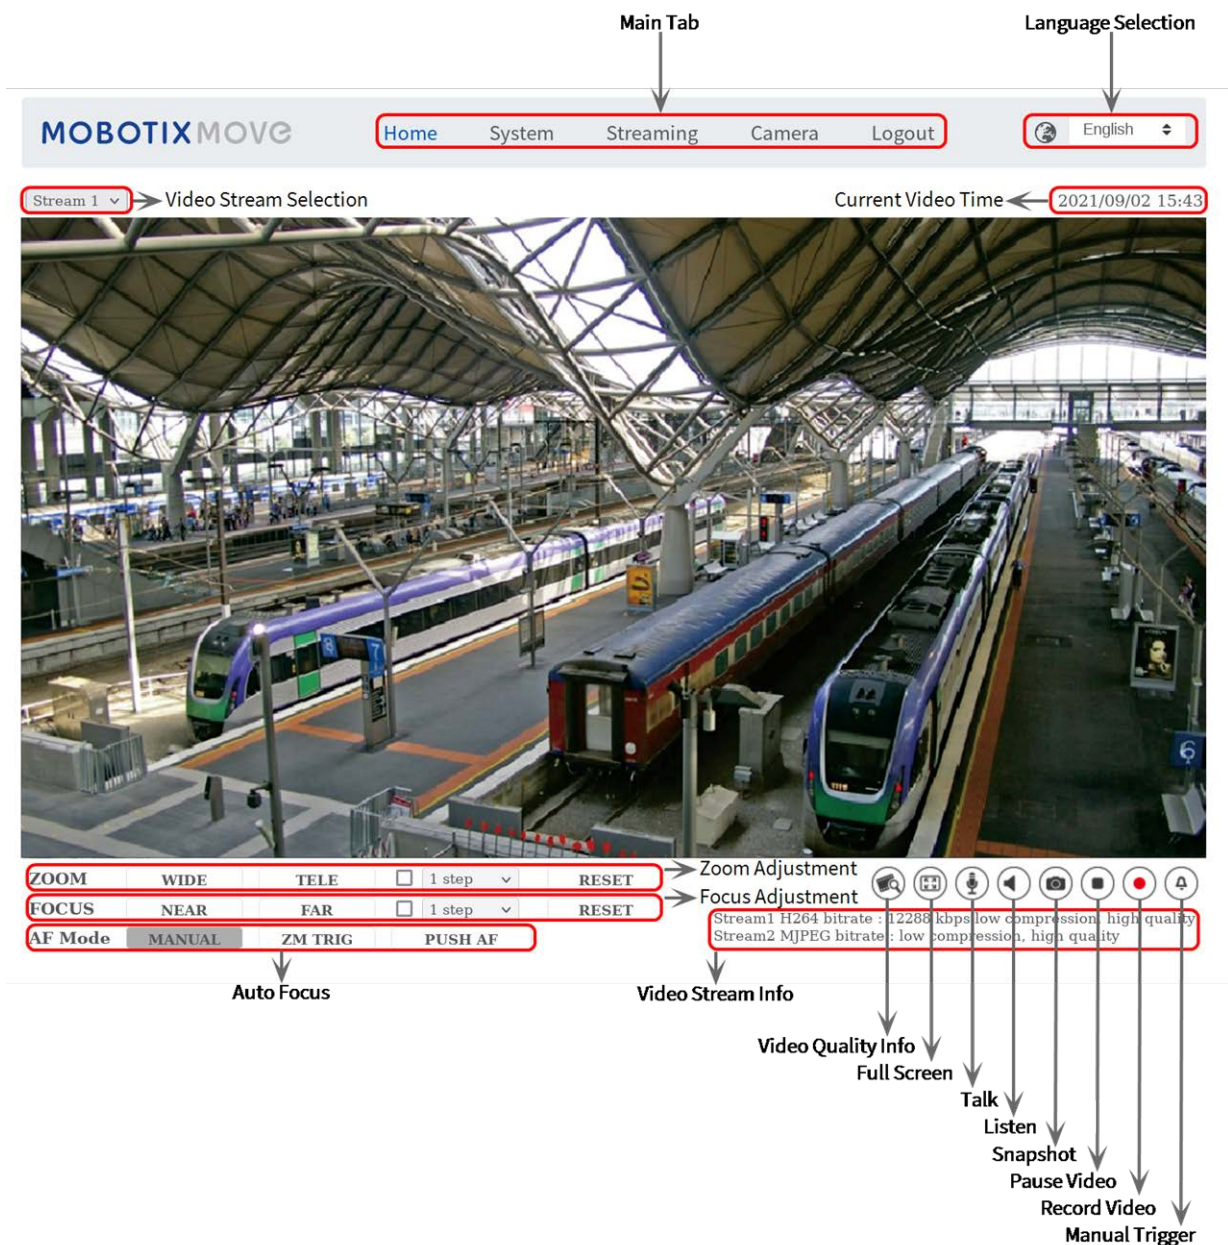 Main Tab
Language Selection
MOBOTIX MOVE
Home System Streaming Camera Logout
English
Stream 1
Video Stream Selection
Current Video Time
2021/09/02 15:43
8
7
6
ZOOM WIDE TELE 1 step RESET
Zoom Adjustment
FOCUS NEAR FAR 1 step RESET
Focus Adjustment
AF Mode MANUAL ZM TRIG PUSH AF
Stream1 H264 bitrate : 12288 kbps low compression, high quality
Stream2 MJPEG bitrate : low compression, high quality
Auto Focus
Video Stream Info
Video Quality Info
Full Screen
Talk
Listen
Snapshot
Pause Video
Record Video
Manual Trigger